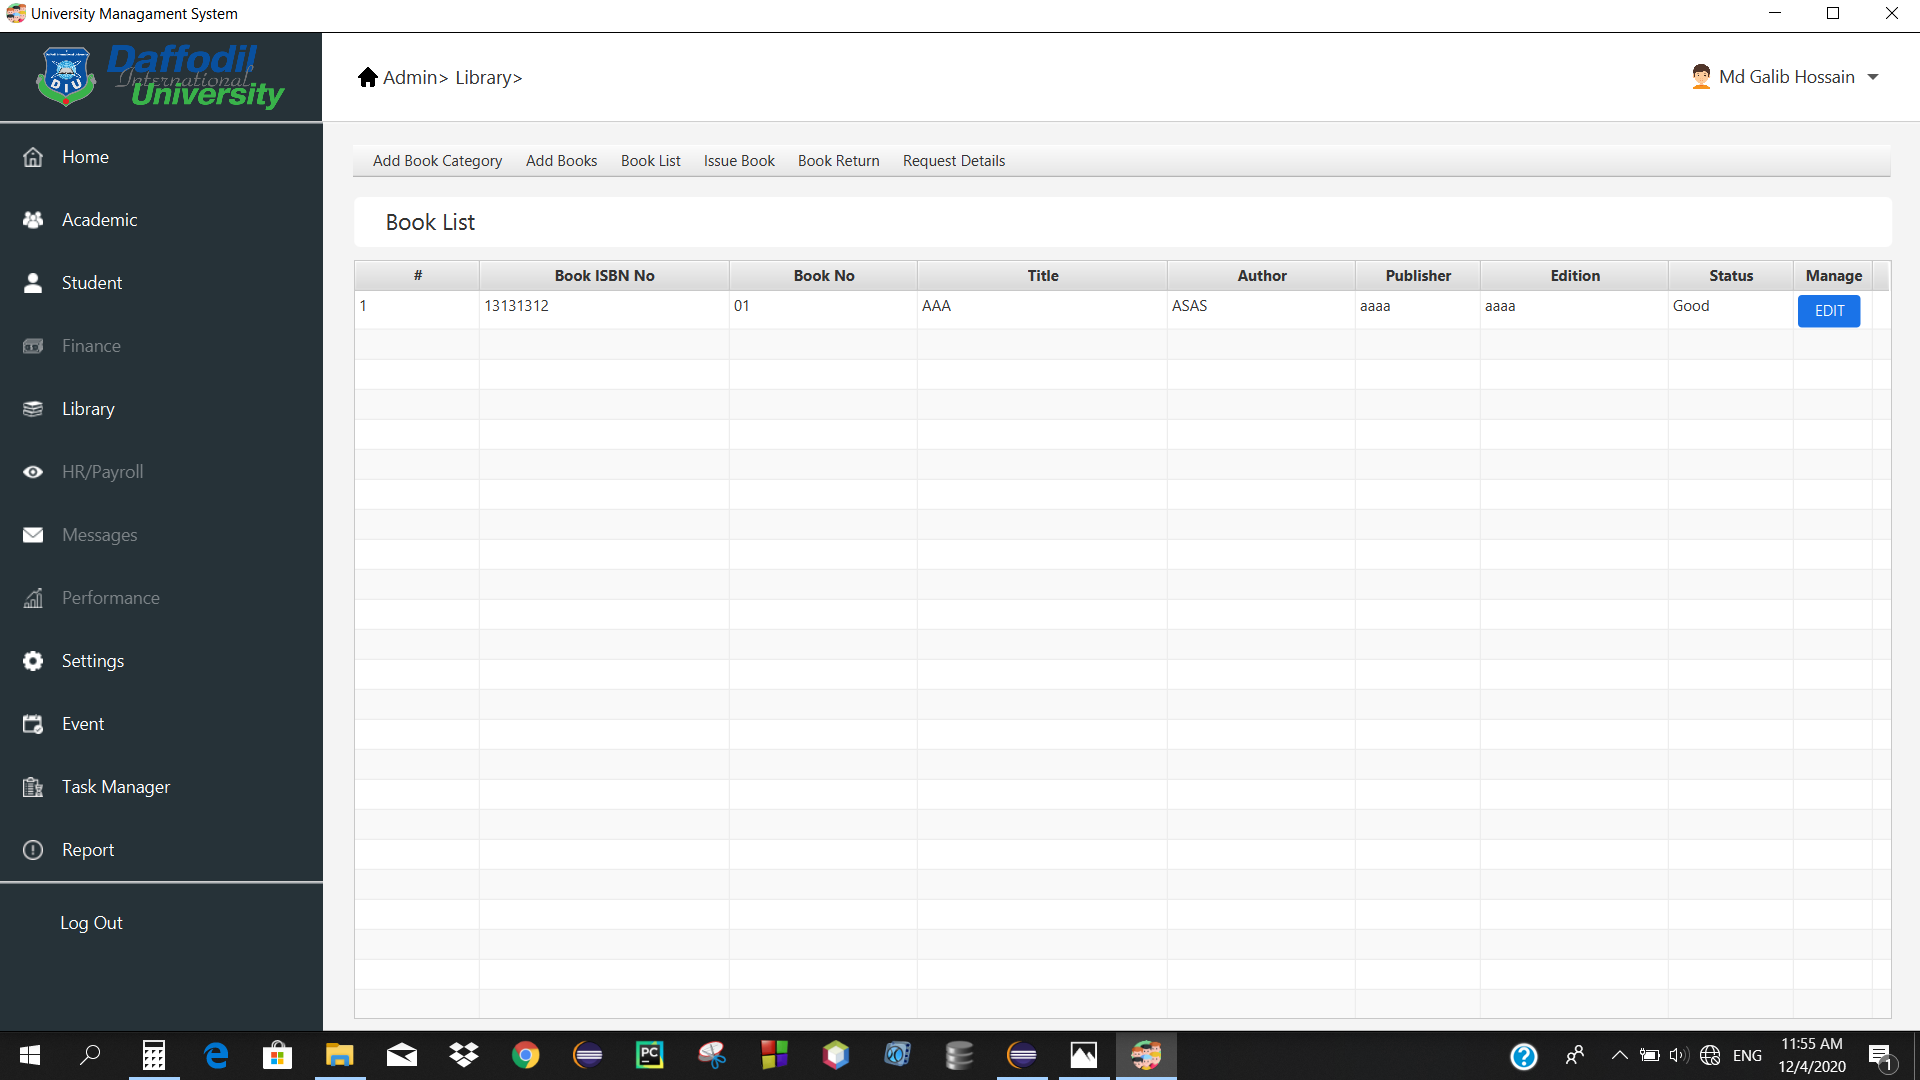 University Managament System
Daffodil
International
University
DIU
Admin> Library>
Md Galib Hossain
Home
Academic
Student
Finance
Library
HR/Payroll
Messages
Performance
Settings
Event
Task Manager
Report
Log Out
Add Book Category Add Books Book List Issue Book Book Return Request Details
Book List
# Book ISBN No Book No Title Author Publisher Edition Status Manage
1 13131312 01 AAA ASAS aaaa aaaa Good EDIT
PC
ENG
11:55 AM
12/4/2020
1